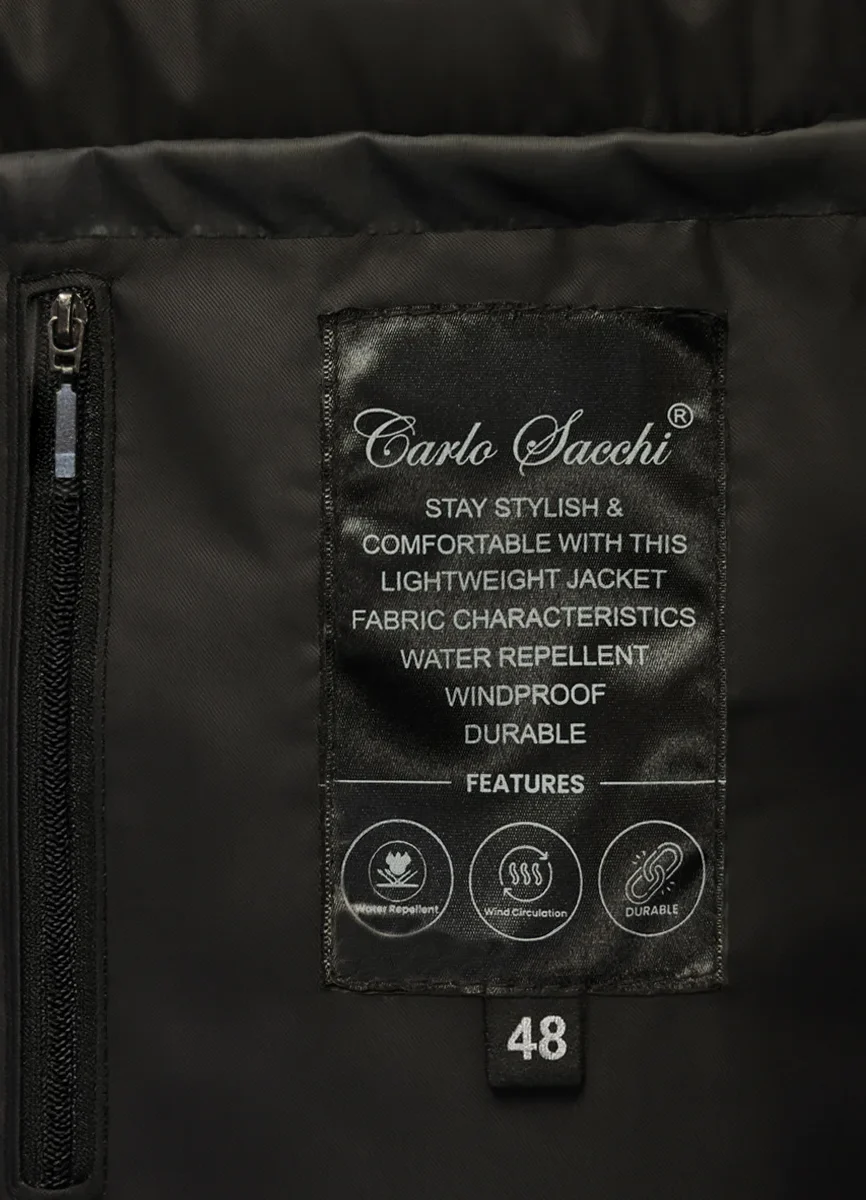 Carlo Sacchi®
STAY STYLISH &
COMFORTABLE WITH THIS
LIGHTWEIGHT JACKET
FABRIC CHARACTERISTICS
WATER REPELLENT
WINDPROOF
DURABLE
FEATURES
Water Repellent
Wind Circulation
DURABLE
48